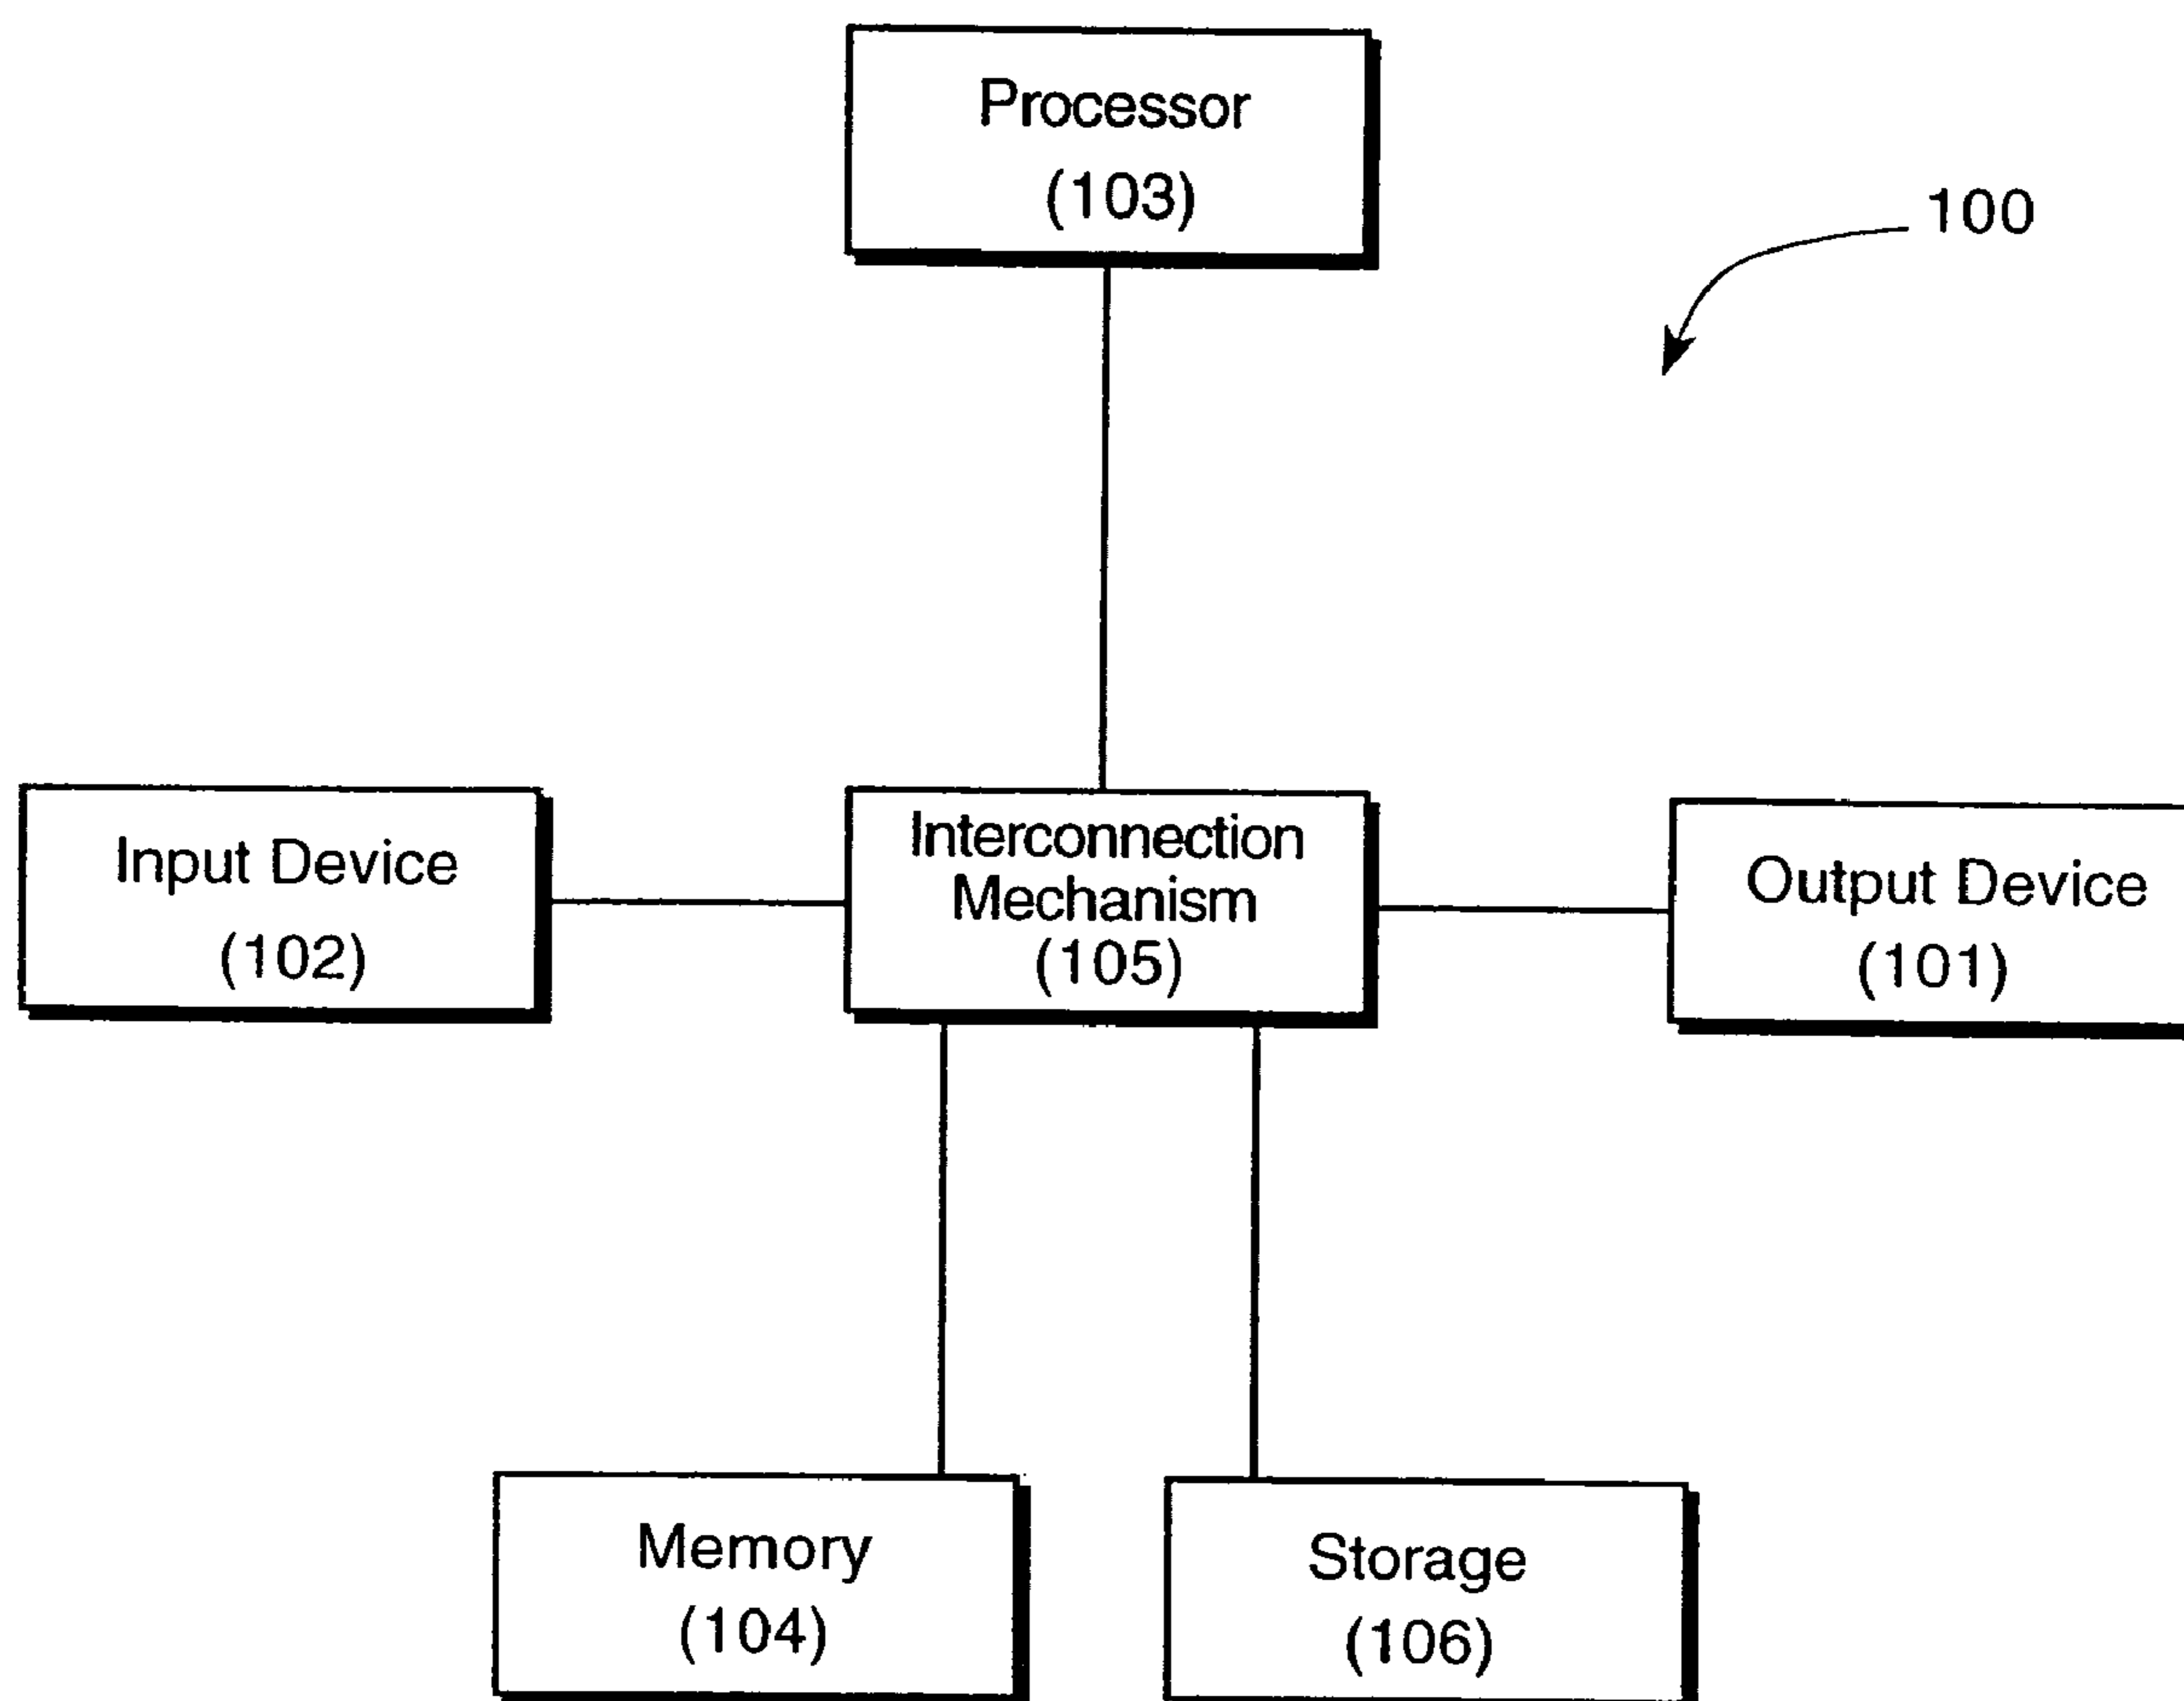 Processor
(103)
100
Input Device
(102)
Interconnection
Mechanism
(105)
Output Device
(101)
Memory
(104)
Storage
(106)